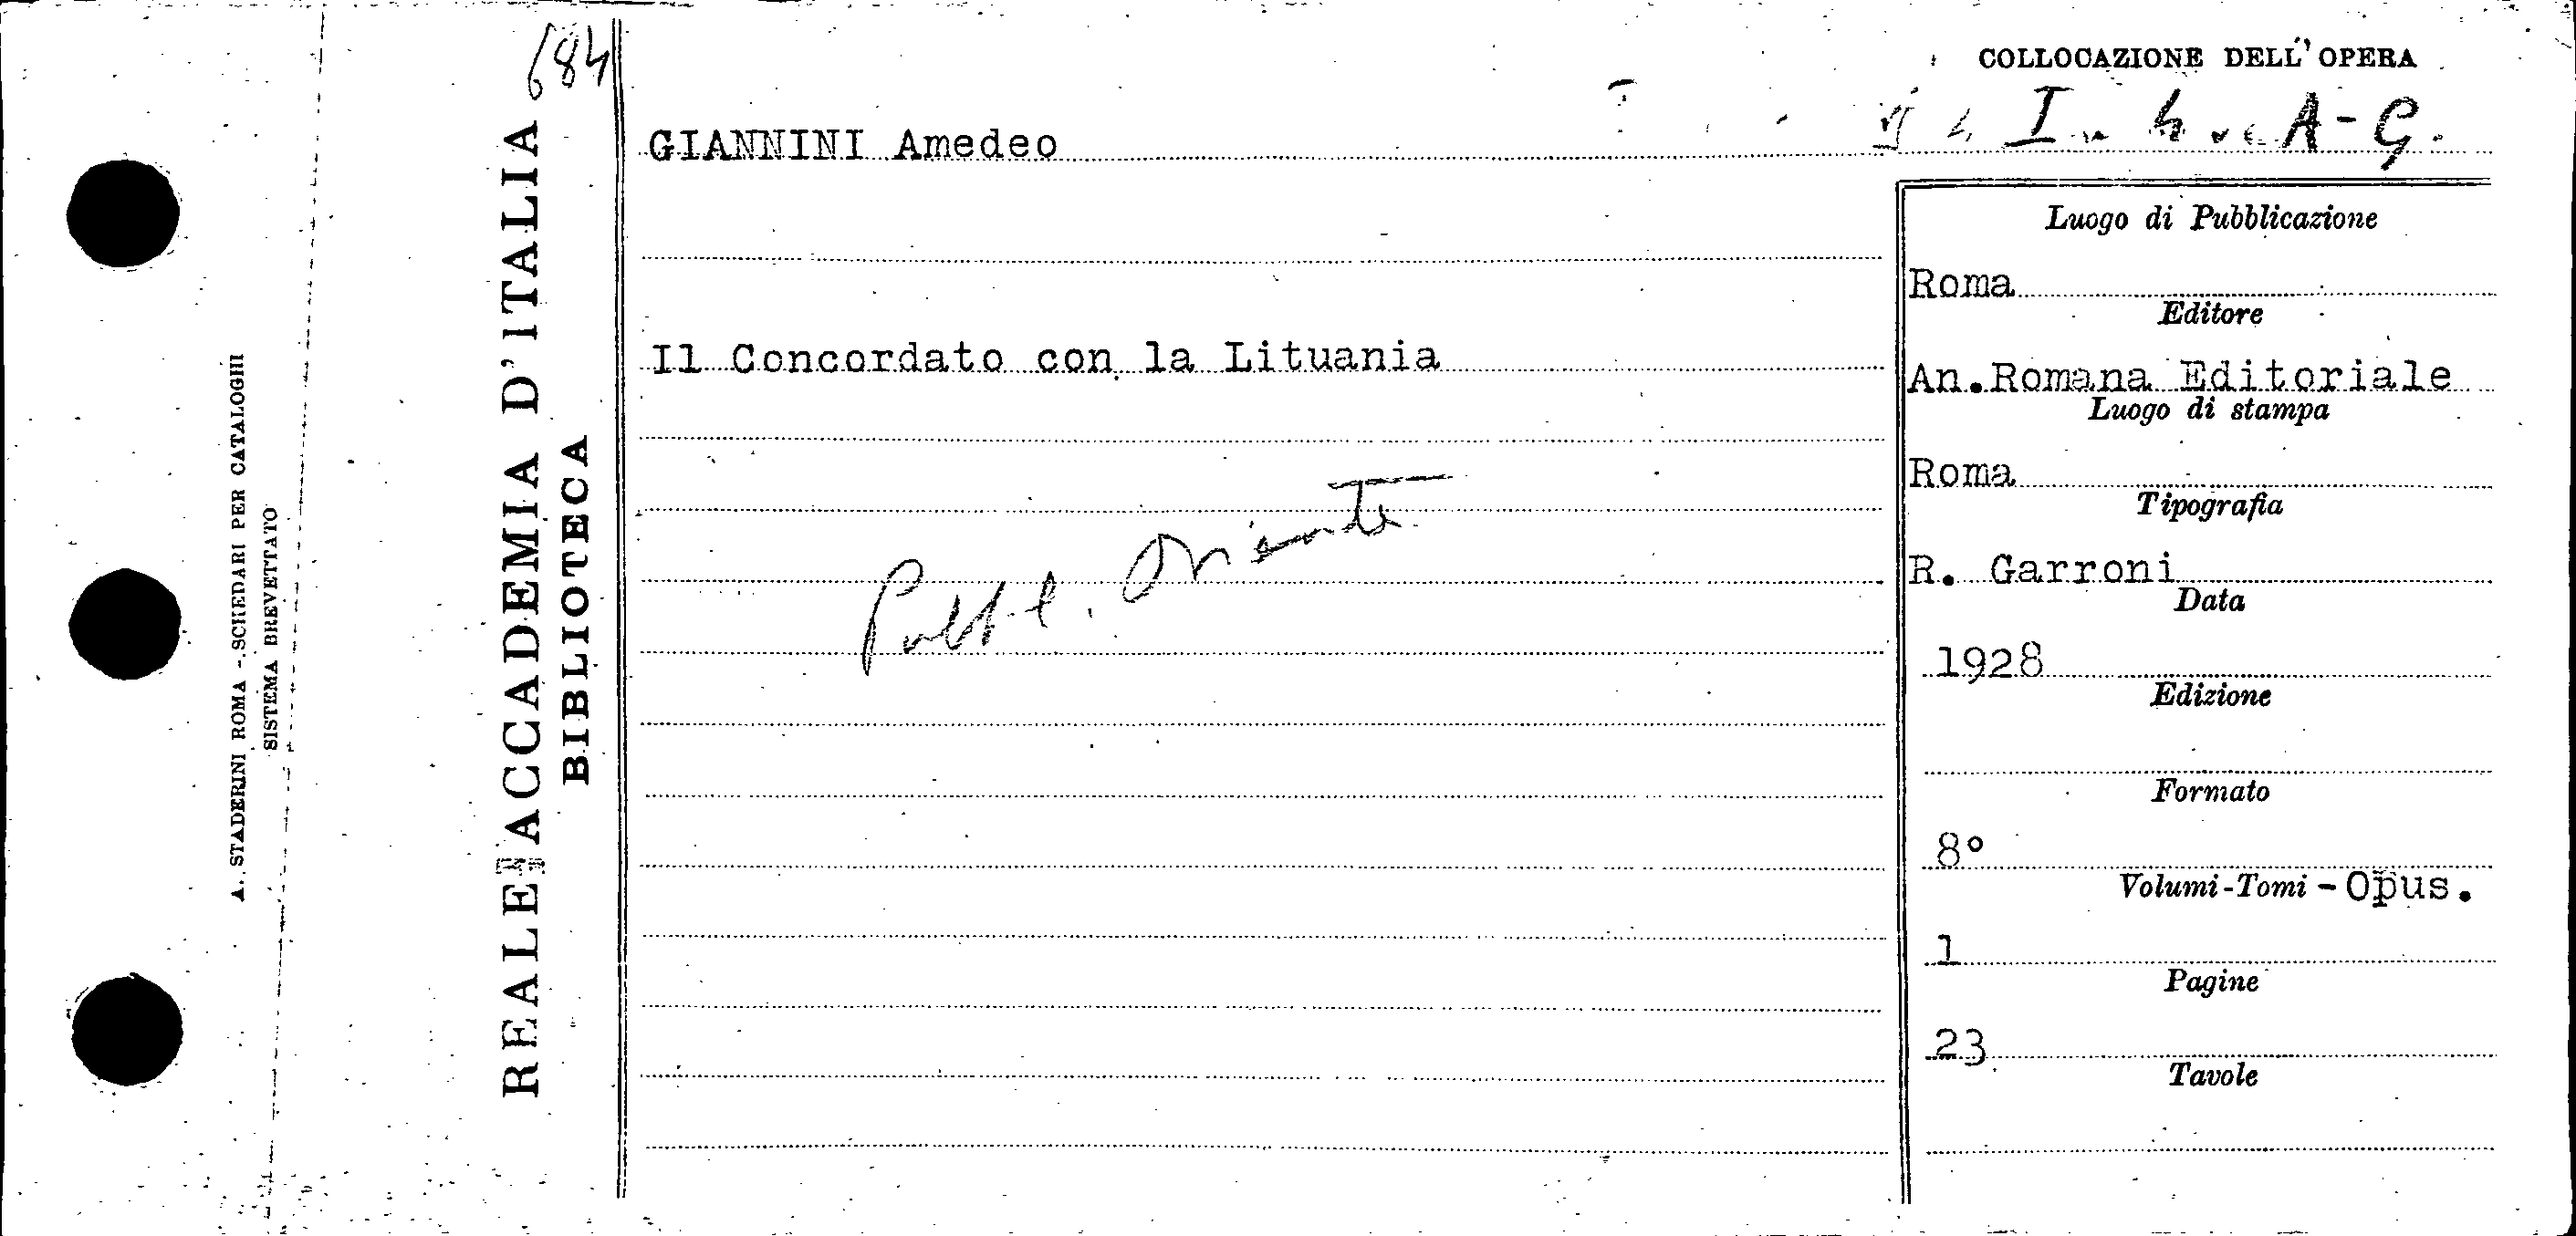 684
COLLOCAZIONE DELL'OPERA
I A-G.
GIANNINI Amedeo
Il Concordato con la Lituania
Pubbl. Oriente
Luogo di Pubblicazione
Roma
Editore
An.Romana Editoriale
Luogo di stampa
Roma
Tipografia
R. Garroni
Data
1928
Edizione
Formato
8°
Volumi-Tomi - Opus.
1
Pagine
23
Tavole
REALE ACCADEMIA D'ITALIA
BIBLIOTECA
A. STADERINI ROMA - SCHEDARI PER CATALOGHI
SISTEMA BREVETTATO